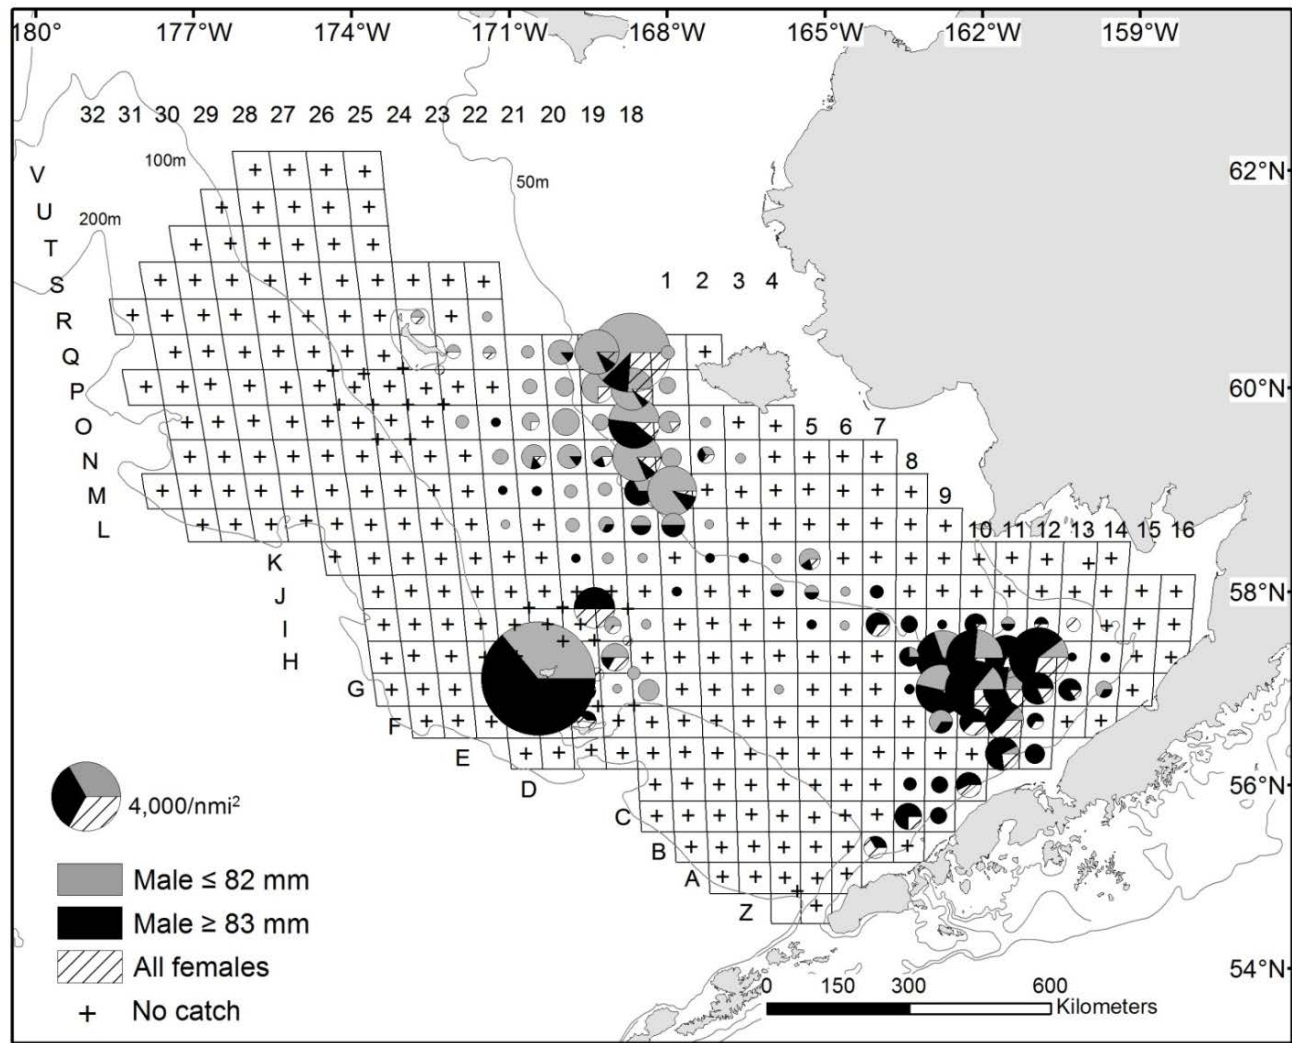 180° 177°W 174°W 171°W 168°W 165°W 162°W 159°W
32 31 30 29 28 27 26 25 24 23 22 21 20 19 18
100m
62°N
V
50m
U
200m
T
S
1 2 3 4
R
Q
60°N
P
O
5 6 7
N
8
M
9
L
10 11 12 13 14 15 16
K
J
58°N
I
H
G
F
E
D
56°N
4,000/nmi²
C
B
Male ≤ 82 mm
A
Male ≥ 83 mm
Z
All females
54°N
0 150 300 600
Kilometers
No catch